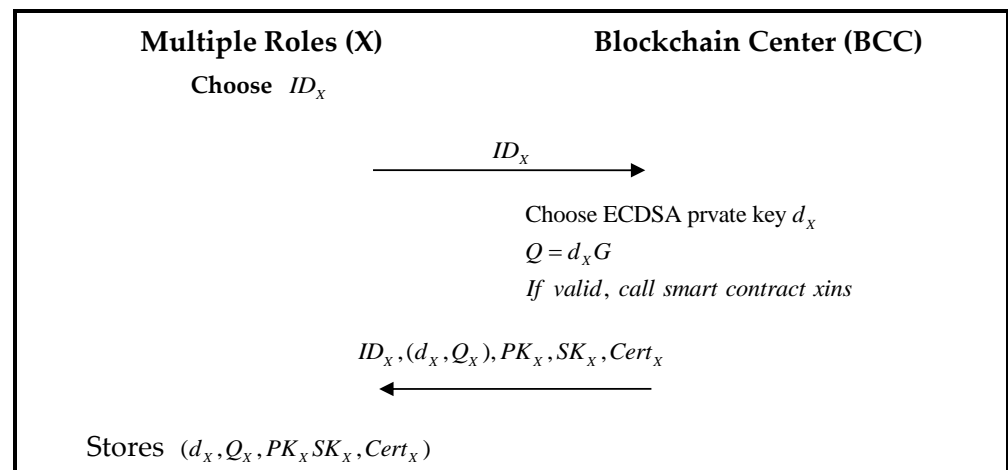 Multiple Roles (X) Blockchain Center (BCC)
Choose ID_X
ID_X
Choose ECDSA prvate key d_X
Q = d_X G
If valid, call smart contract xins
ID_X, (d_X, Q_X), PK_X, SK_X, Cert_X
Stores (d_X, Q_X, PK_X SK_X, Cert_X)